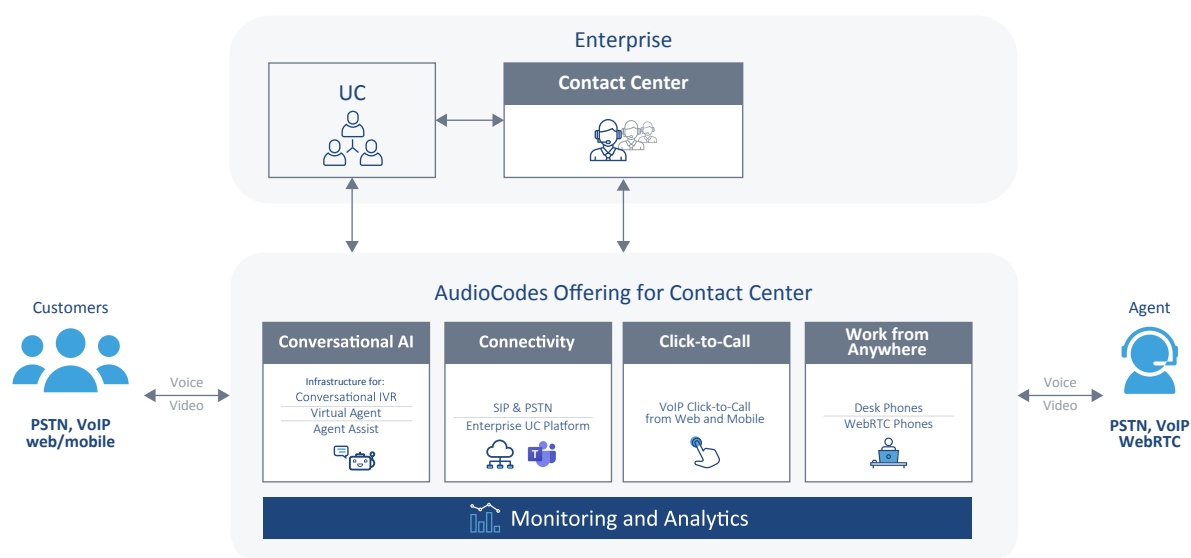 Enterprise
UC
Contact Center
AudioCodes Offering for Contact Center
Customers
PSTN, VoIP
web/mobile
Voice
Video
Conversational AI
Infrastructure for:
Conversational IVR
Virtual Agent
Agent Assist
Connectivity
SIP & PSTN
Enterprise UC Platform
T
Click-to-Call
VoIP Click-to-Call
from Web and Mobile
Work from
Anywhere
Desk Phones
WebRTC Phones
Monitoring and Analytics
Voice
Video
Agent
PSTN, VoIP
WebRTC